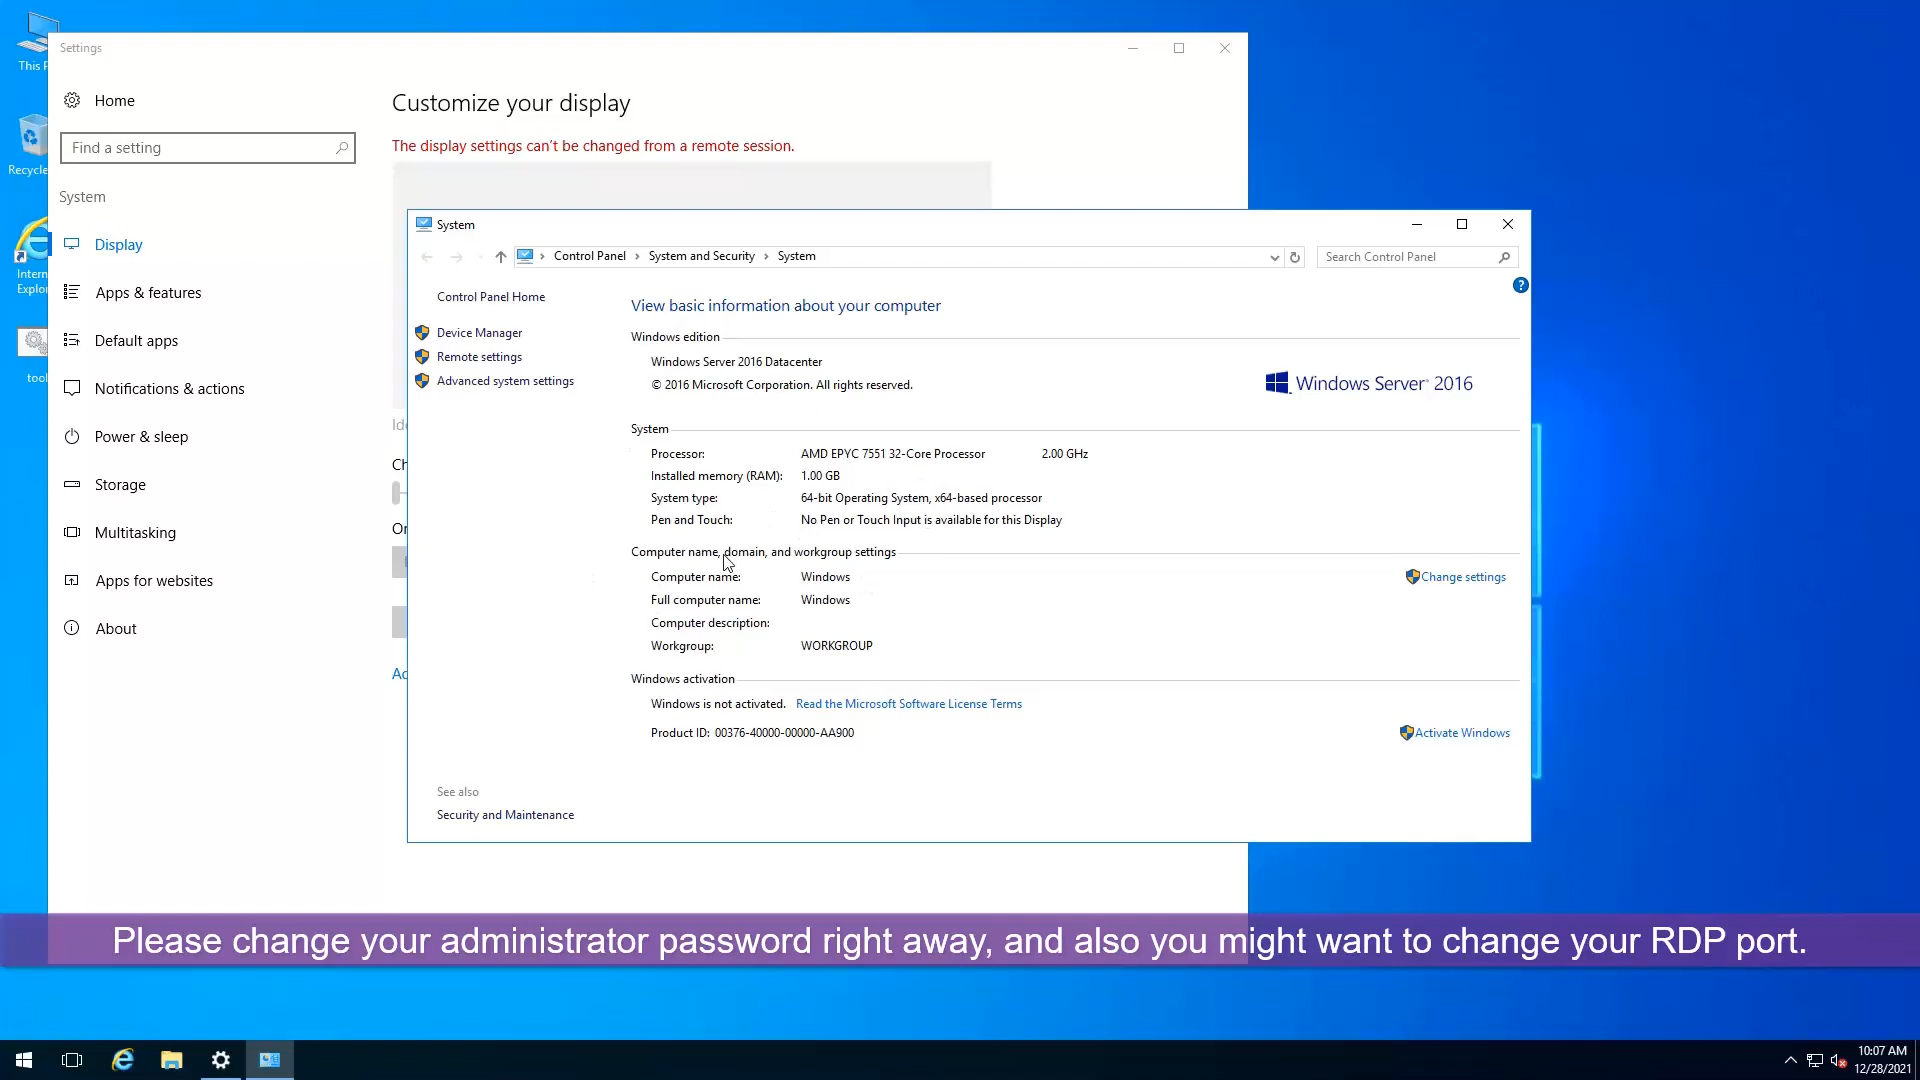 This
Recycle
Intern
Explor
tool
Settings
Home
Find a setting
System
Display
Apps & features
Default apps
Notifications & actions
Power & sleep
Storage
Multitasking
Apps for websites
About
Customize your display
The display settings can't be changed from a remote session.
Ide
Ch
Or
Ac
System
Control Panel › System and Security › System
Search Control Panel
Control Panel Home
Device Manager
Remote settings
Advanced system settings
See also
Security and Maintenance
?
View basic information about your computer
Windows edition
Windows Server 2016 Datacenter
© 2016 Microsoft Corporation. All rights reserved.
Windows Server® 2016
System
Processor: AMD EPYC 7551 32-Core Processor 2.00 GHz
Installed memory (RAM): 1.00 GB
System type: 64-bit Operating System, x64-based processor
Pen and Touch: No Pen or Touch Input is available for this Display
Computer name, domain, and workgroup settings
Computer name: Windows
Change settings
Full computer name: Windows
Computer description:
Workgroup: WORKGROUP
Windows activation
Windows is not activated. Read the Microsoft Software License Terms
Product ID: 00376-40000-00000-AA900
Activate Windows
Please change your administrator password right away, and also you might want to change your RDP port.
10:07 AM
12/28/2021